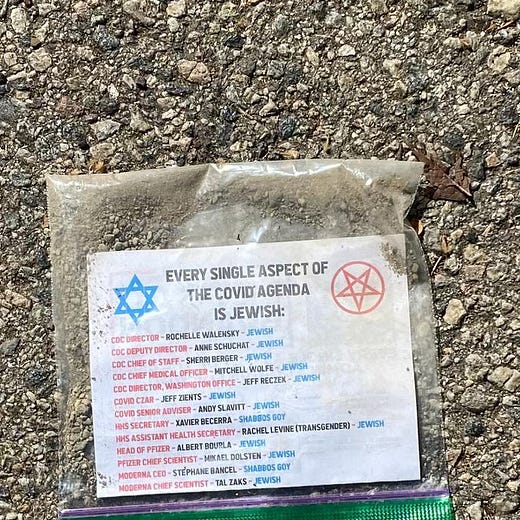 EVERY SINGLE ASPECT OF
THE COVID AGENDA
IS JEWISH:
CDC DIRECTOR - ROCHELLE WALENSKY - JEWISH
CDC DEPUTY DIRECTOR - ANNE SCHUCHAT - JEWISH
CDC CHIEF OF STAFF - SHERRI BERGER - JEWISH
CDC CHIEF MEDICAL OFFICER - MITCHELL WOLFE - JEWISH
CDC DIRECTOR, WASHINGTON OFFICE - JEFF RECZEK - JEWISH
COVID CZAR - JEFF ZIENTS - JEWISH
COVID SENIOR ADVISER - ANDY SLAVITT - JEWISH
HHS SECRETARY - XAVIER BECERRA - SHABBOS GOY
HHS ASSISTANT HEALTH SECRETARY - RACHEL LEVINE (TRANSGENDER) - JEWISH
HEAD OF PFIZER - ALBERT BOURLA - JEWISH
PFIZER CHIEF SCIENTIST - MIKAEL DOLSTEN - JEWISH
MODERNA CEO - STÉPHANE BANCEL - SHABBOS GOY
MODERNA CHIEF SCIENTIST - TAL ZAKS - JEWISH